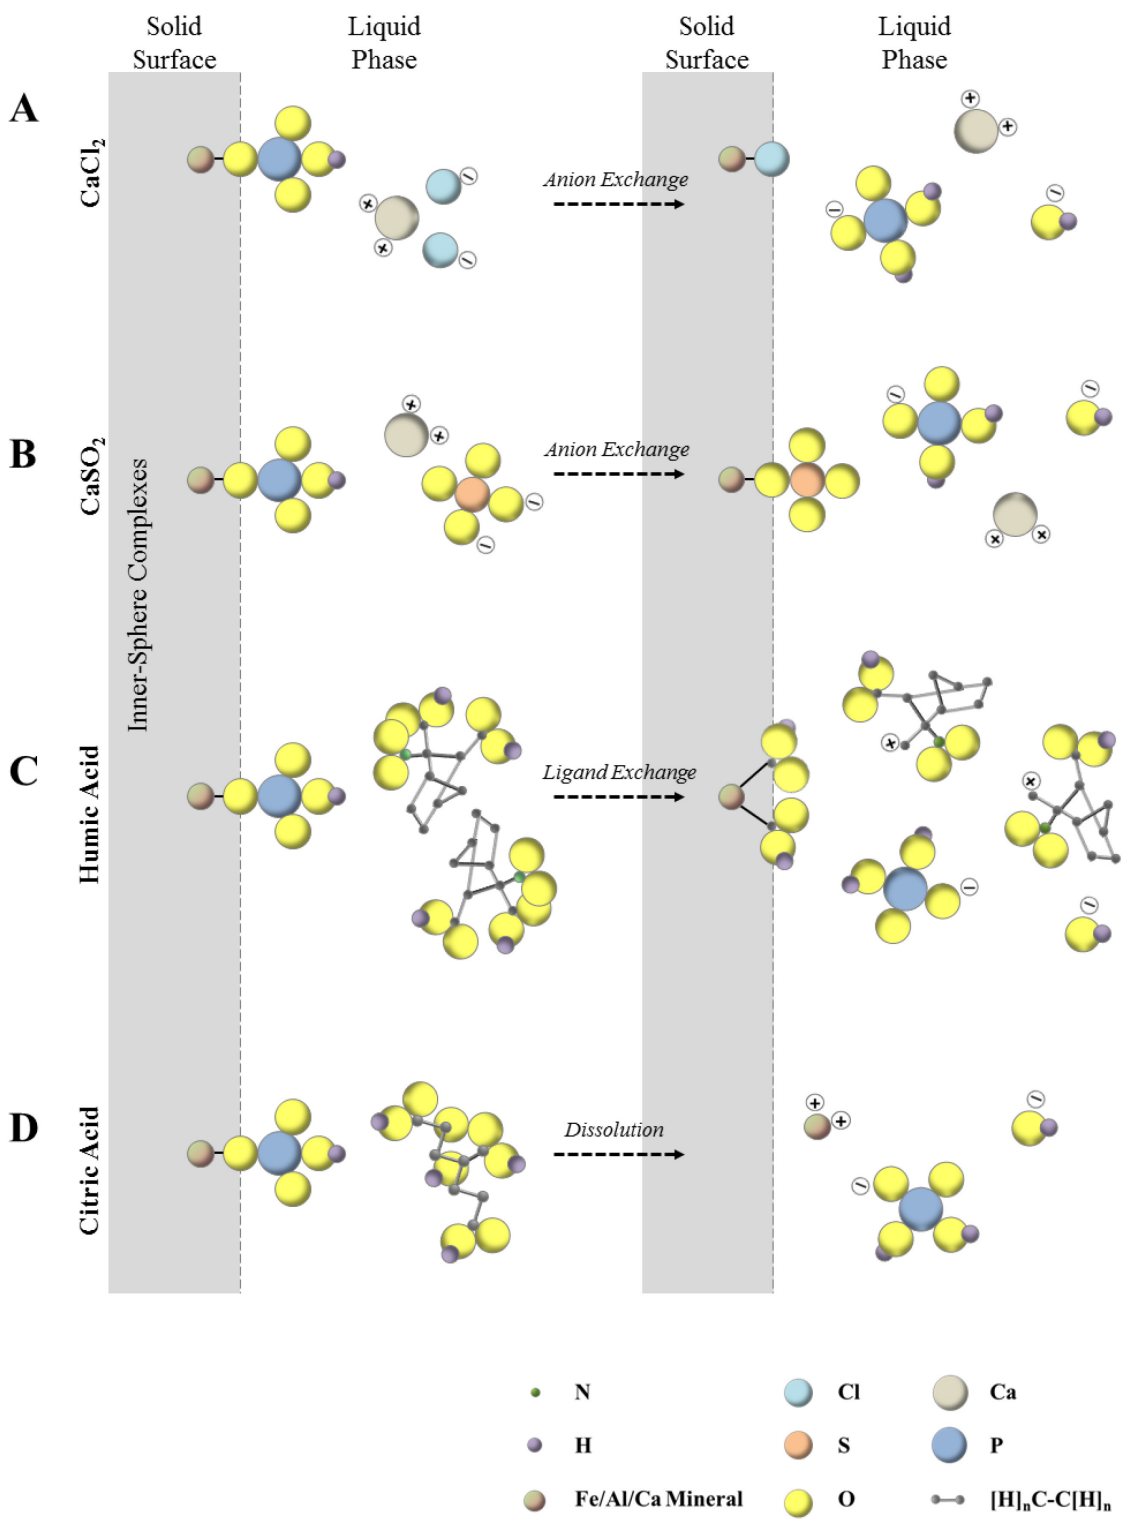 Solid
Surface
Liquid
Phase
Solid
Surface
Liquid
Phase
A
CaCl₂
Anion Exchange
B
CaSO₂
Anion Exchange
Inner-Sphere Complexes
C
Humic Acid
Ligand Exchange
D
Citric Acid
Dissolution
N
Cl
Ca
H
S
P
Fe/Al/Ca Mineral
O
[H]ₙC-C[H]ₙ